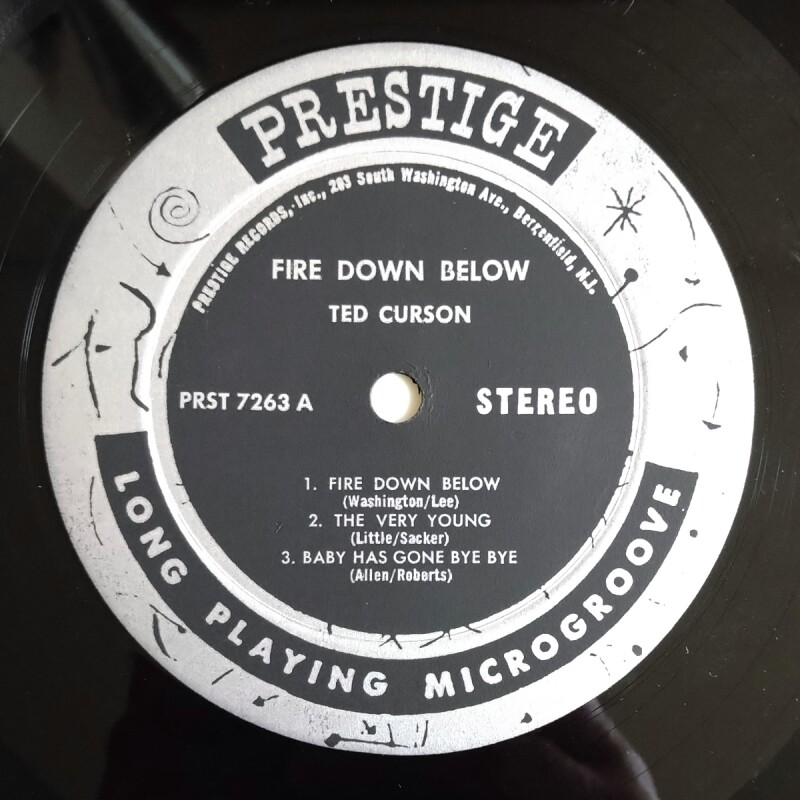 PRESTIGE
PRESTIGE RECORDS, Inc., 203 South Washington Ave., Bergenfield, N.J.
FIRE DOWN BELOW
TED CURSON
PRST 7263 A
STEREO
1. FIRE DOWN BELOW
(Washington/Lee)
2. THE VERY YOUNG
(Little/Sacker)
3. BABY HAS GONE BYE BYE
(Allen/Roberts)
LONG PLAYING MICROGROOVE